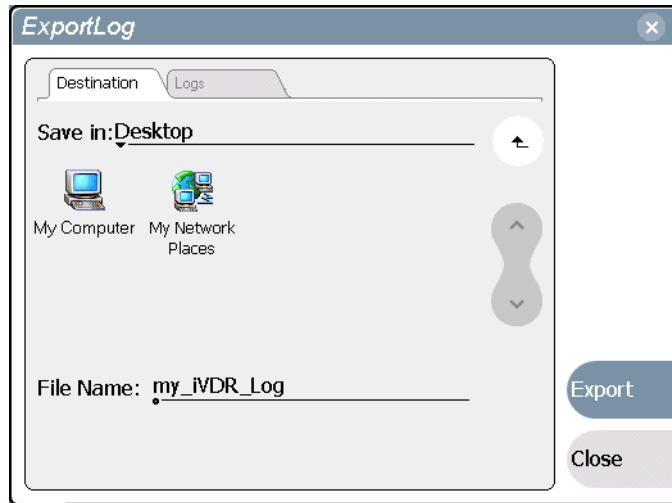 ExportLog
Destination
Logs
Save in: Desktop
My Computer
My Network Places
File Name: my_iVDR_Log
Export
Close